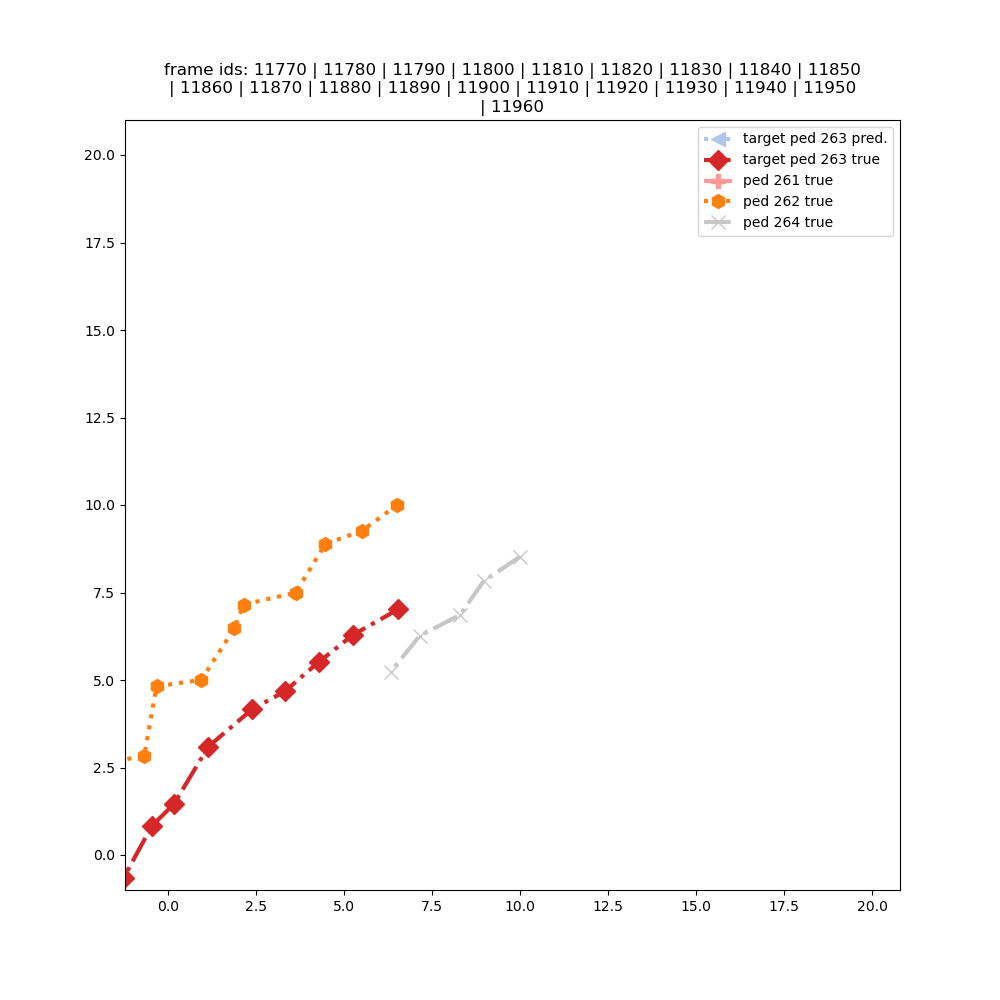 frame ids: 11770 | 11780 | 11790 | 11800 | 11810 | 11820 | 11830 | 11840 | 11850
| 11860 | 11870 | 11880 | 11890 | 11900 | 11910 | 11920 | 11930 | 11940 | 11950
| 11960
target ped 263 pred.
target ped 263 true
ped 261 true
ped 262 true
ped 264 true
20.0
17.5
15.0
12.5
10.0
7.5
5.0
2.5
0.0
0.0 2.5 5.0 7.5 10.0 12.5 15.0 17.5 20.0